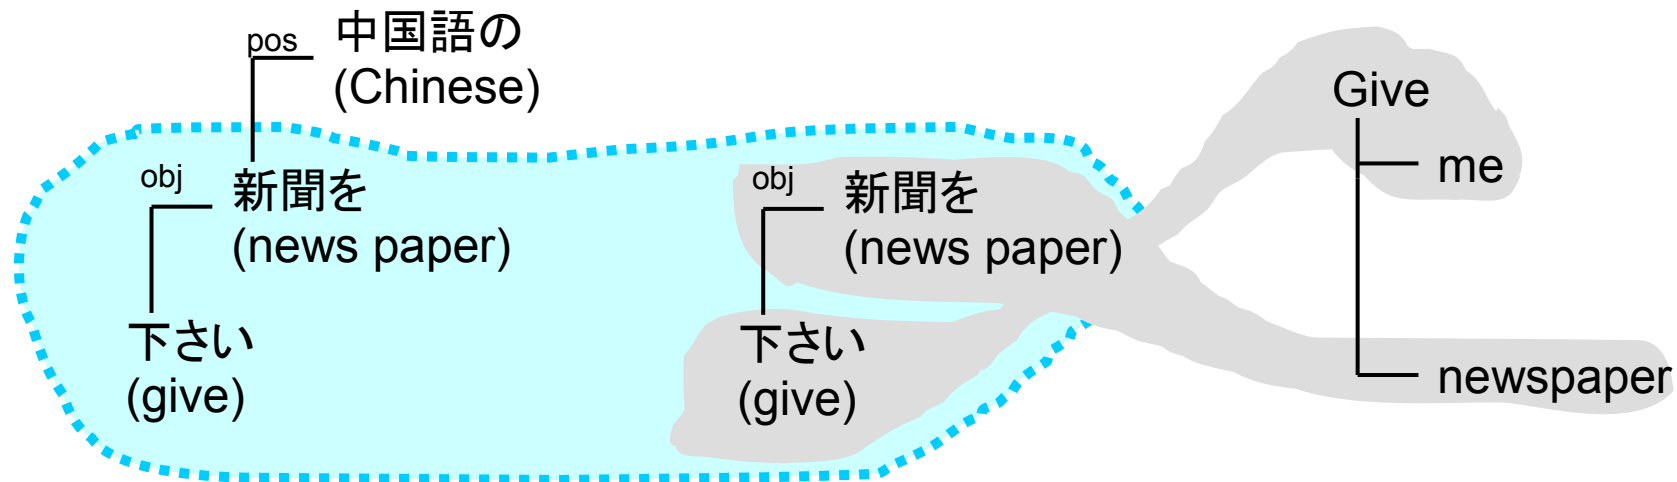 pos
中国語の
(Chinese)
obj
新聞を
(news paper)
下さい
(give)
obj
新聞を
(news paper)
下さい
(give)
Give
me
newspaper